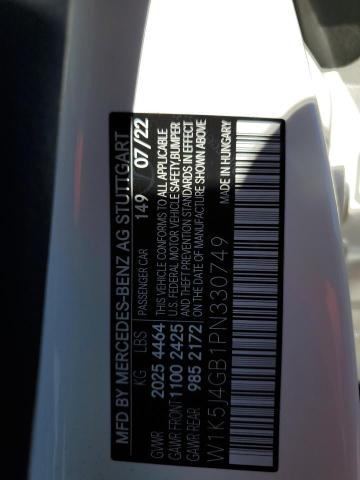 MFD BY MERCEDES-BENZ AG STUTTGART
KG LBS PASSENGER CAR 149 07/22
GVWR 2025 4464 THIS VEHICLE CONFORMS TO ALL APPLICABLE
GAWR FRONT 1100 2425 U.S. FEDERAL MOTOR VEHICLE SAFETY,BUMPER
GAWR REAR 985 2172 AND THEFT PREVENTION STANDARDS IN EFFECT
ON THE DATE OF MANUFACTURE SHOWN ABOVE
W1K5J4GB1PN330749 MADE IN HUNGARY